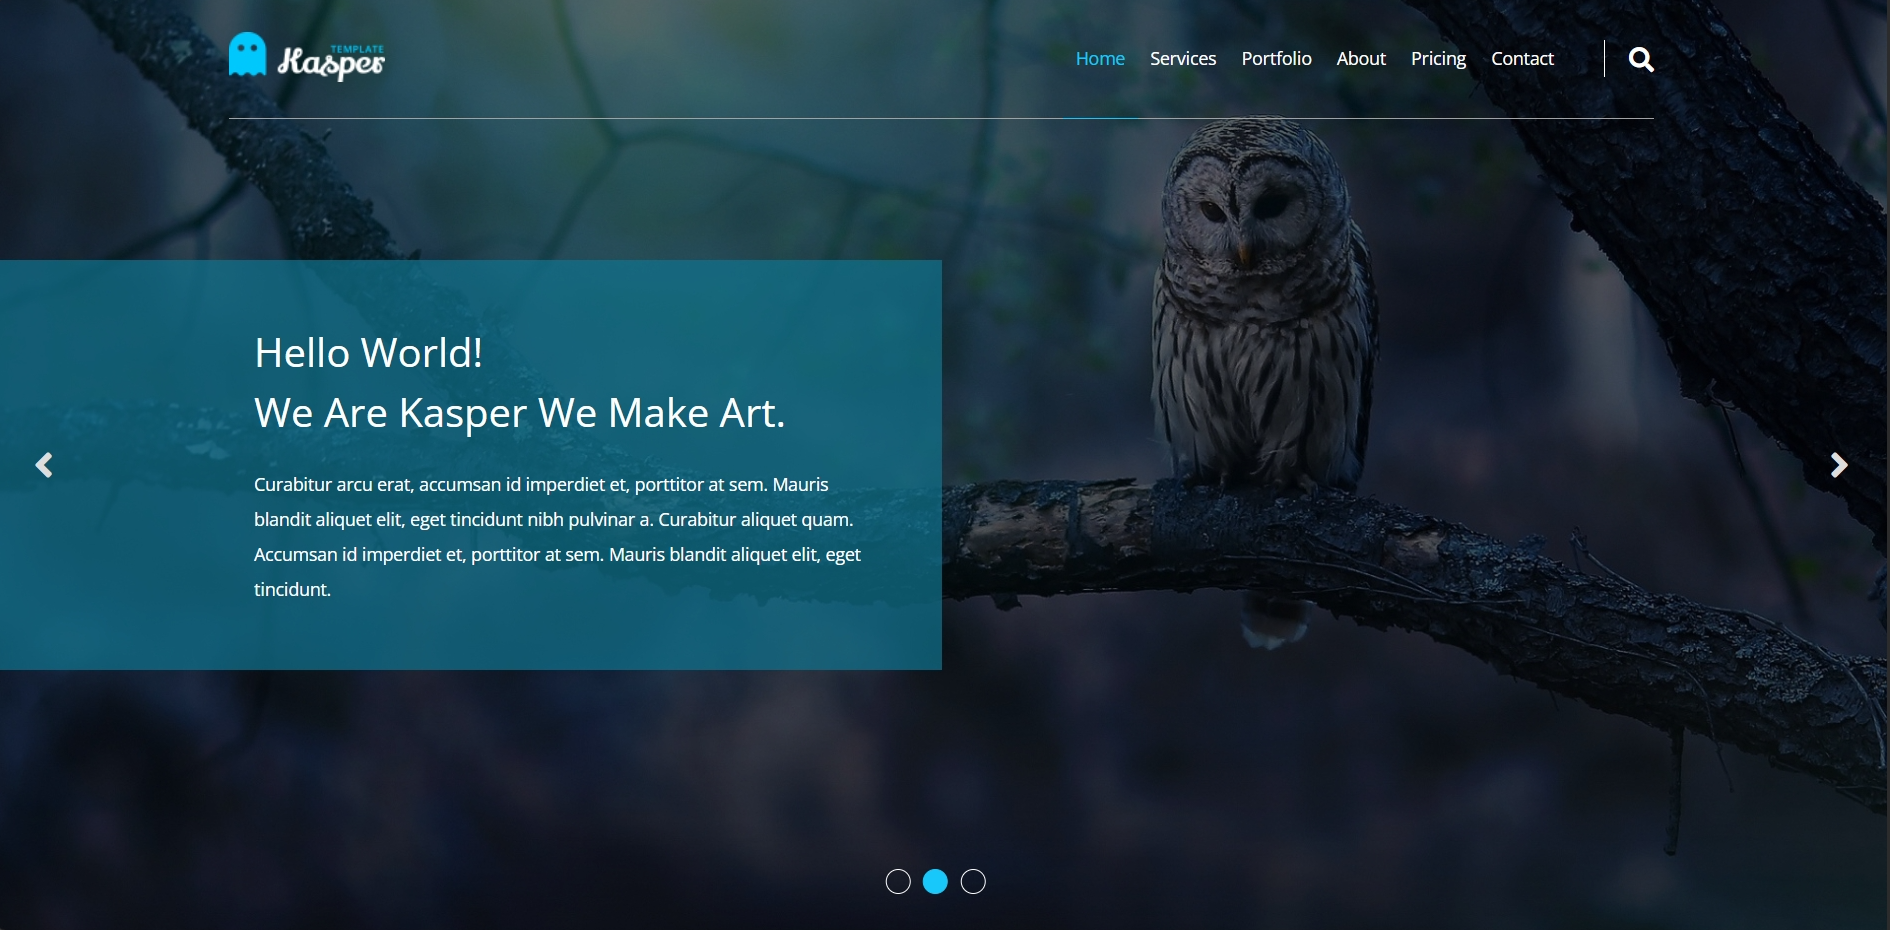 TEMPLATE
Kasper
Home Services Portfolio About Pricing Contact
Hello World!
We Are Kasper We Make Art.
Curabitur arcu erat, accumsan id imperdiet et, porttitor at sem. Mauris
blandit aliquet elit, eget tincidunt nibh pulvinar a. Curabitur aliquet quam.
Accumsan id imperdiet et, porttitor at sem. Mauris blandit aliquet elit, eget
tincidunt.